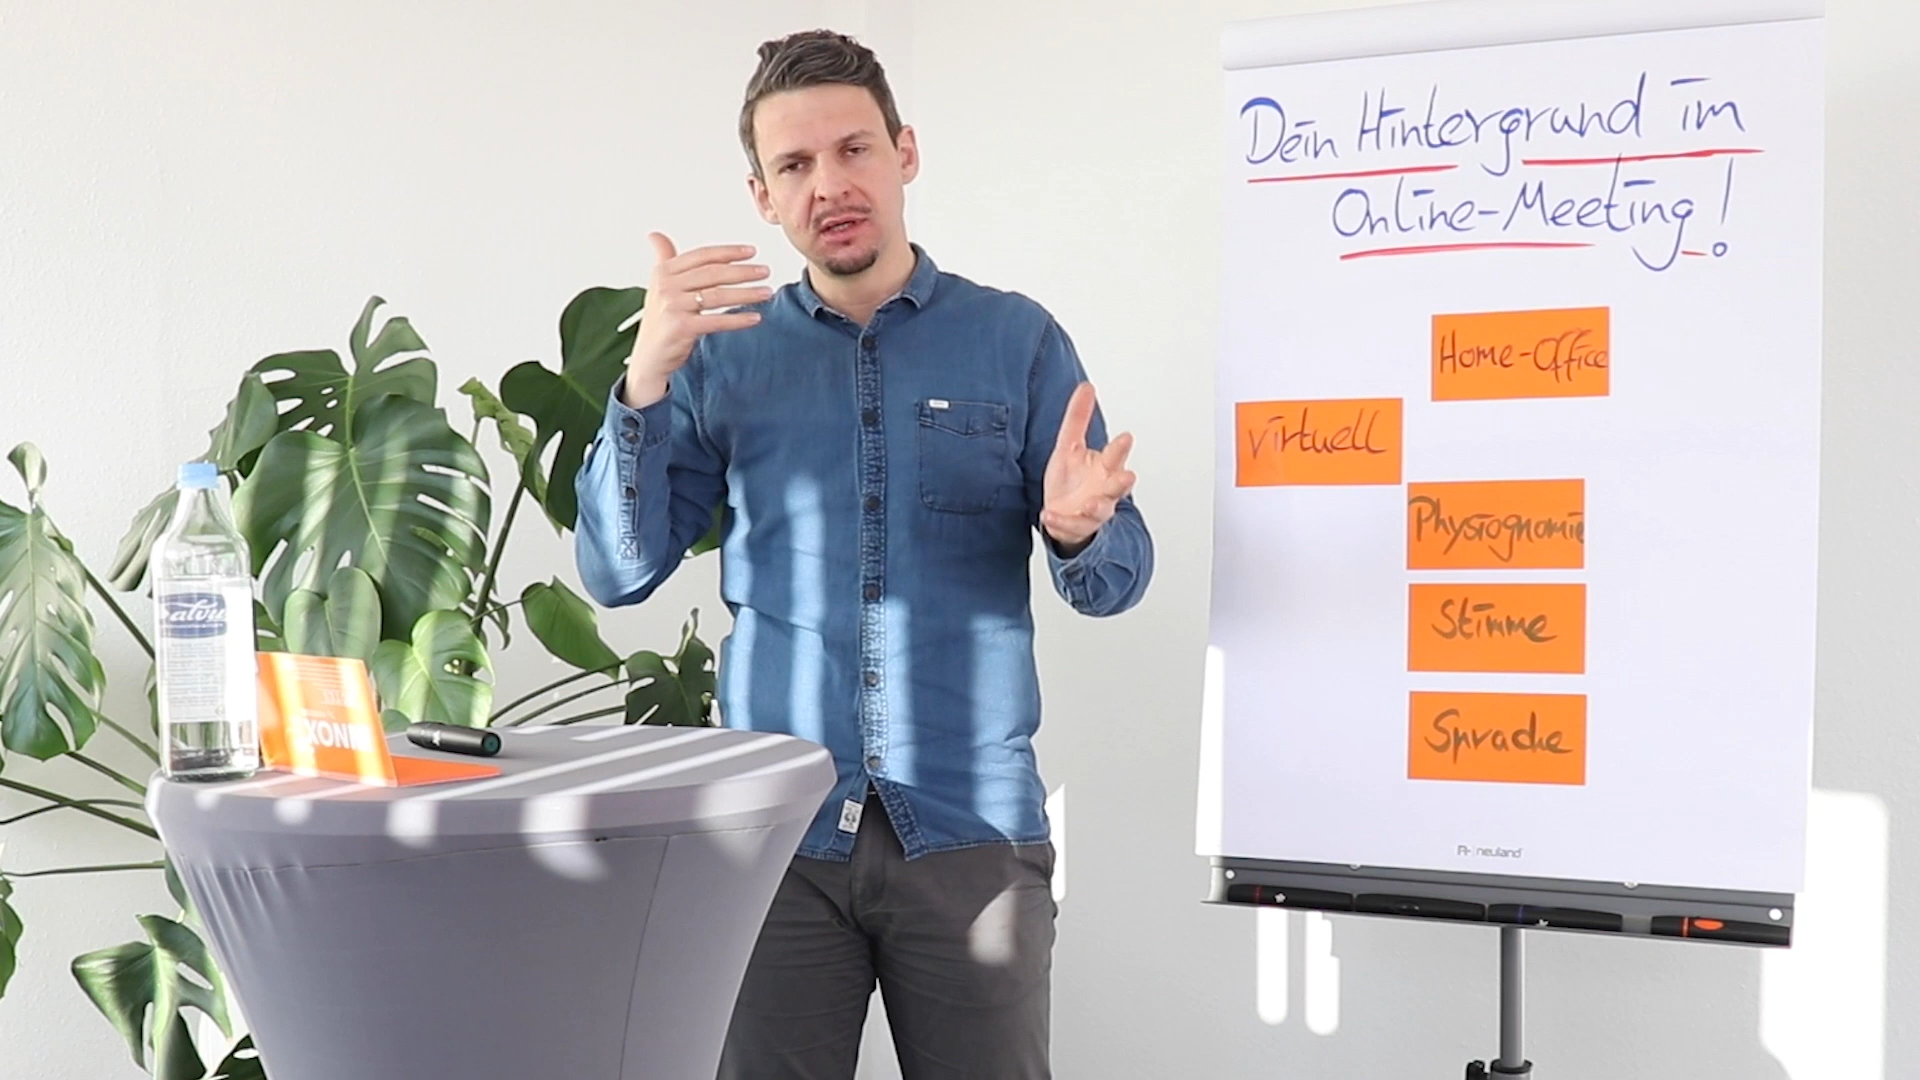 Dein Hintergrund im
Online-Meeting!
Home-Office
virtuell
Physiognomie
Stimme
Sprache
neuland